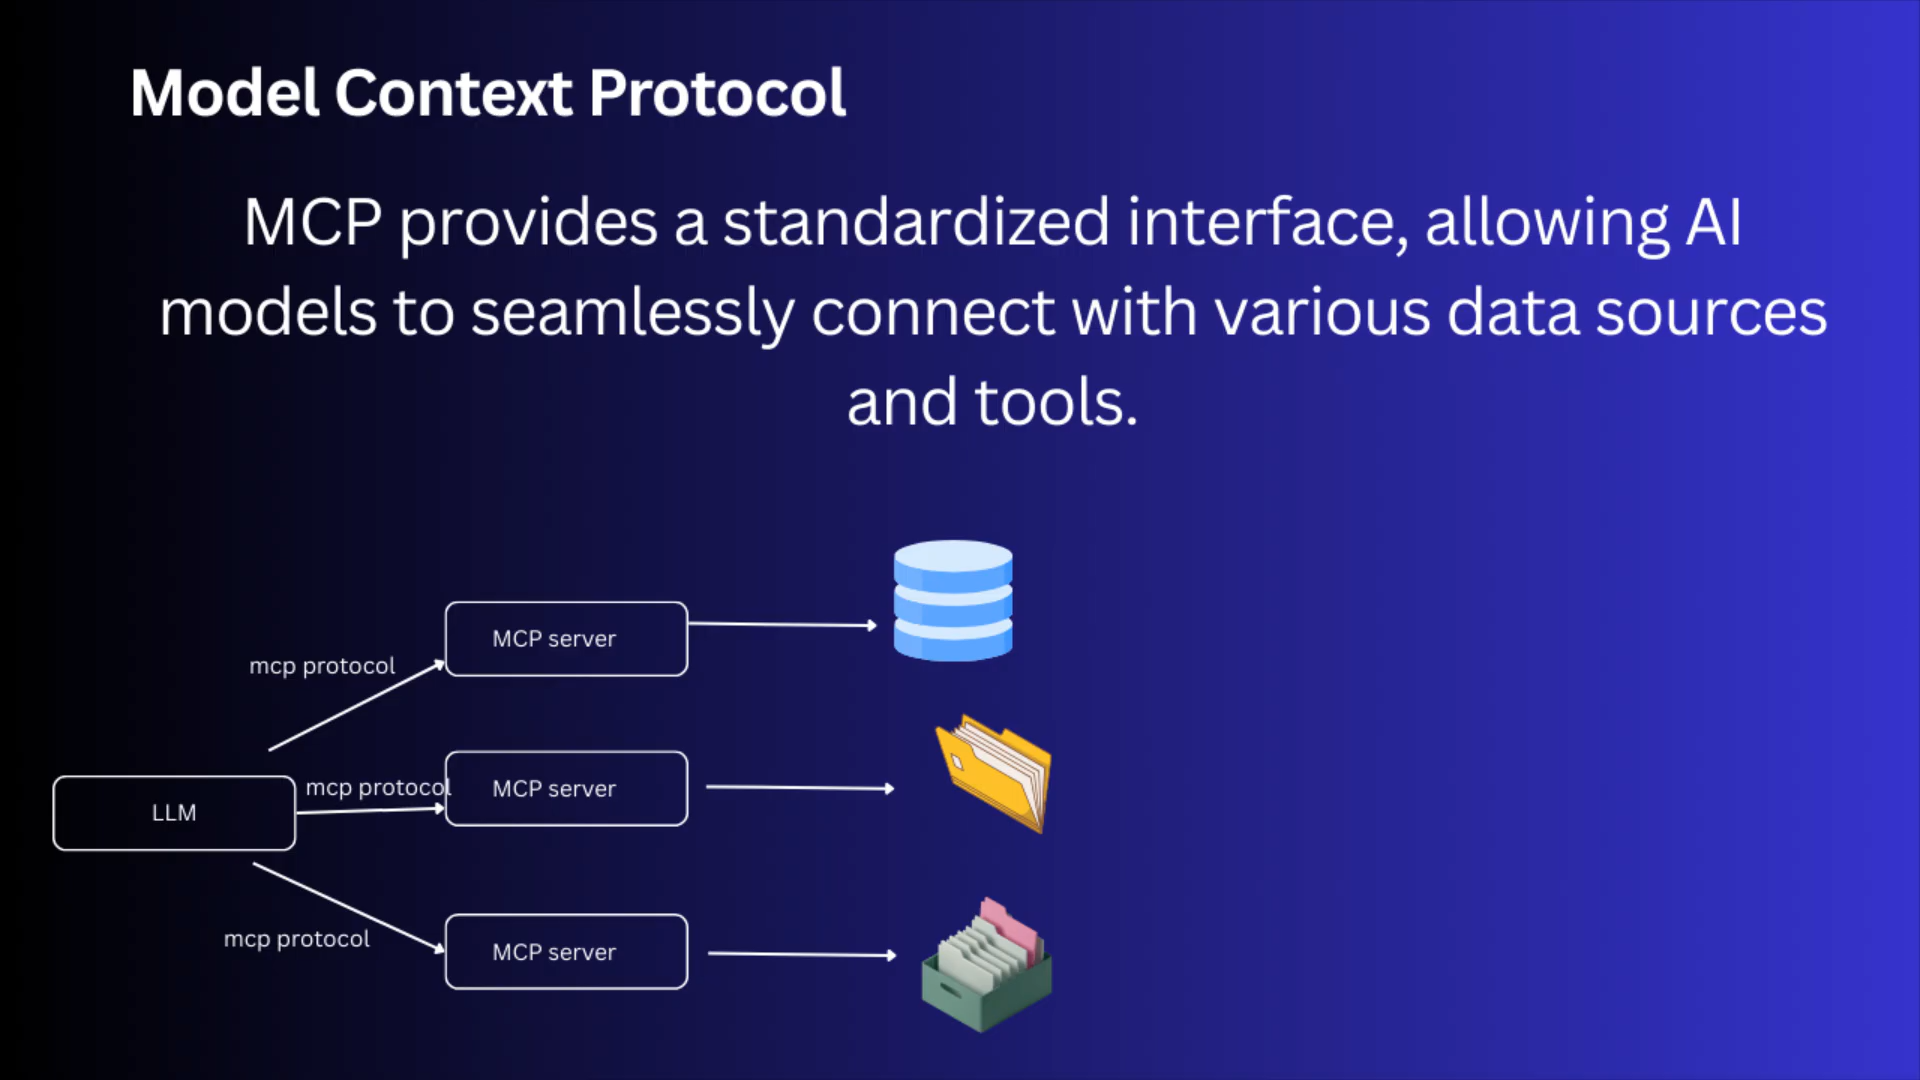 Model Context Protocol
MCP provides a standardized interface, allowing AI
models to seamlessly connect with various data sources
and tools.
MCP server
mcp protocol
mcp protocol
MCP server
LLM
mcp protocol
MCP server